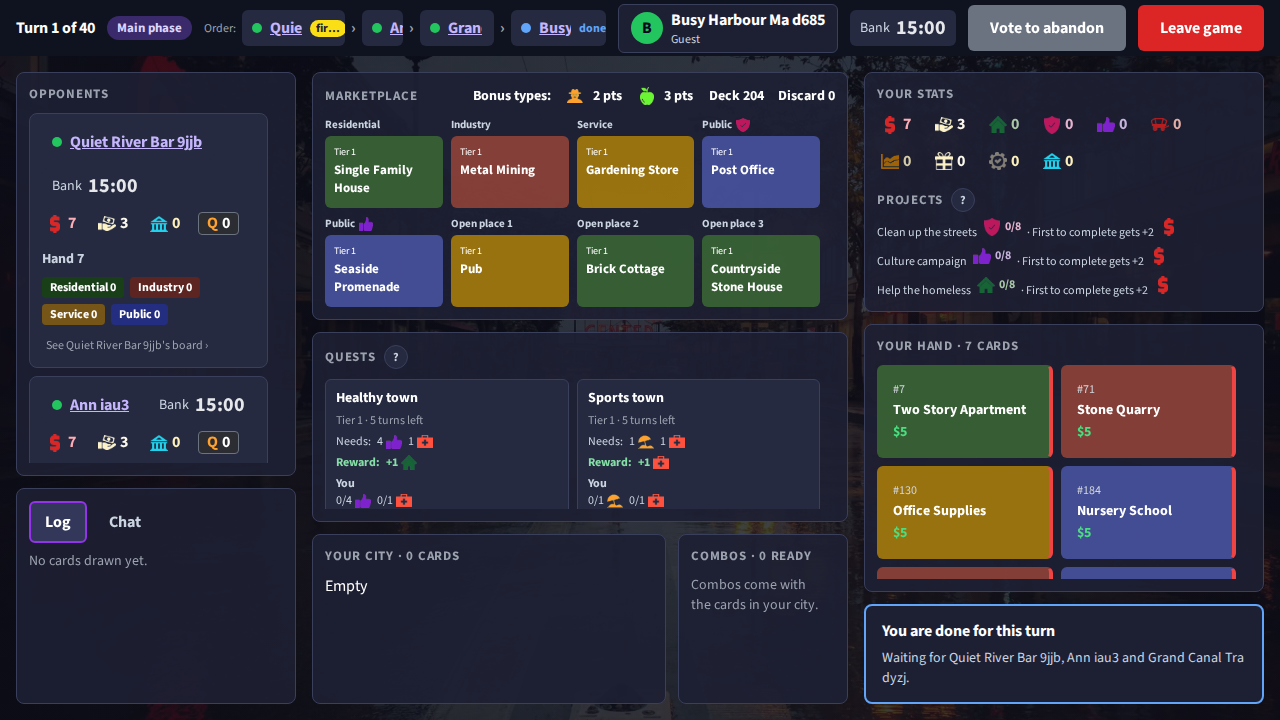 Turn 1 of 40 Main phase Order: Quie fir... › An › Gran › Busy done B Busy Harbour Ma d685 Guest Bank 15:00 Vote to abandon Leave game
OPPONENTS
Quiet River Bar 9jjb
Bank 15:00
7 3 0 Q 0
Hand 7
Residential 0 Industry 0
Service 0 Public 0
See Quiet River Bar 9jjb's board ›
Ann iau3 Bank 15:00
7 3 0 Q 0
Log Chat
No cards drawn yet.
MARKETPLACE Bonus types: 2 pts 3 pts Deck 204 Discard 0
Residential Industry Service Public
Tier 1 Tier 1 Tier 1 Tier 1
Single Family House Metal Mining Gardening Store Post Office
Public Open place 1 Open place 2 Open place 3
Tier 1 Tier 1 Tier 1 Tier 1
Seaside Promenade Pub Brick Cottage Countryside Stone House
QUESTS ?
Healthy town
Tier 1 · 5 turns left
Needs: 4 1
Reward: +1
You
0/4 0/1
Sports town
Tier 1 · 5 turns left
Needs: 1 1
Reward: +1
You
0/1 0/1
YOUR CITY · 0 CARDS
Empty
COMBOS · 0 READY
Combos come with
the cards in your city.
YOUR STATS
7 3 0 0 0 0
0 0 0 0
PROJECTS ?
Clean up the streets 0/8 · First to complete gets +2
Culture campaign 0/8 · First to complete gets +2
Help the homeless 0/8 · First to complete gets +2
YOUR HAND · 7 CARDS
#7 #71
Two Story Apartment Stone Quarry
$5 $5
#130 #184
Office Supplies Nursery School
$5 $5
You are done for this turn
Waiting for Quiet River Bar 9jjb, Ann iau3 and Grand Canal Tra
dyzj.